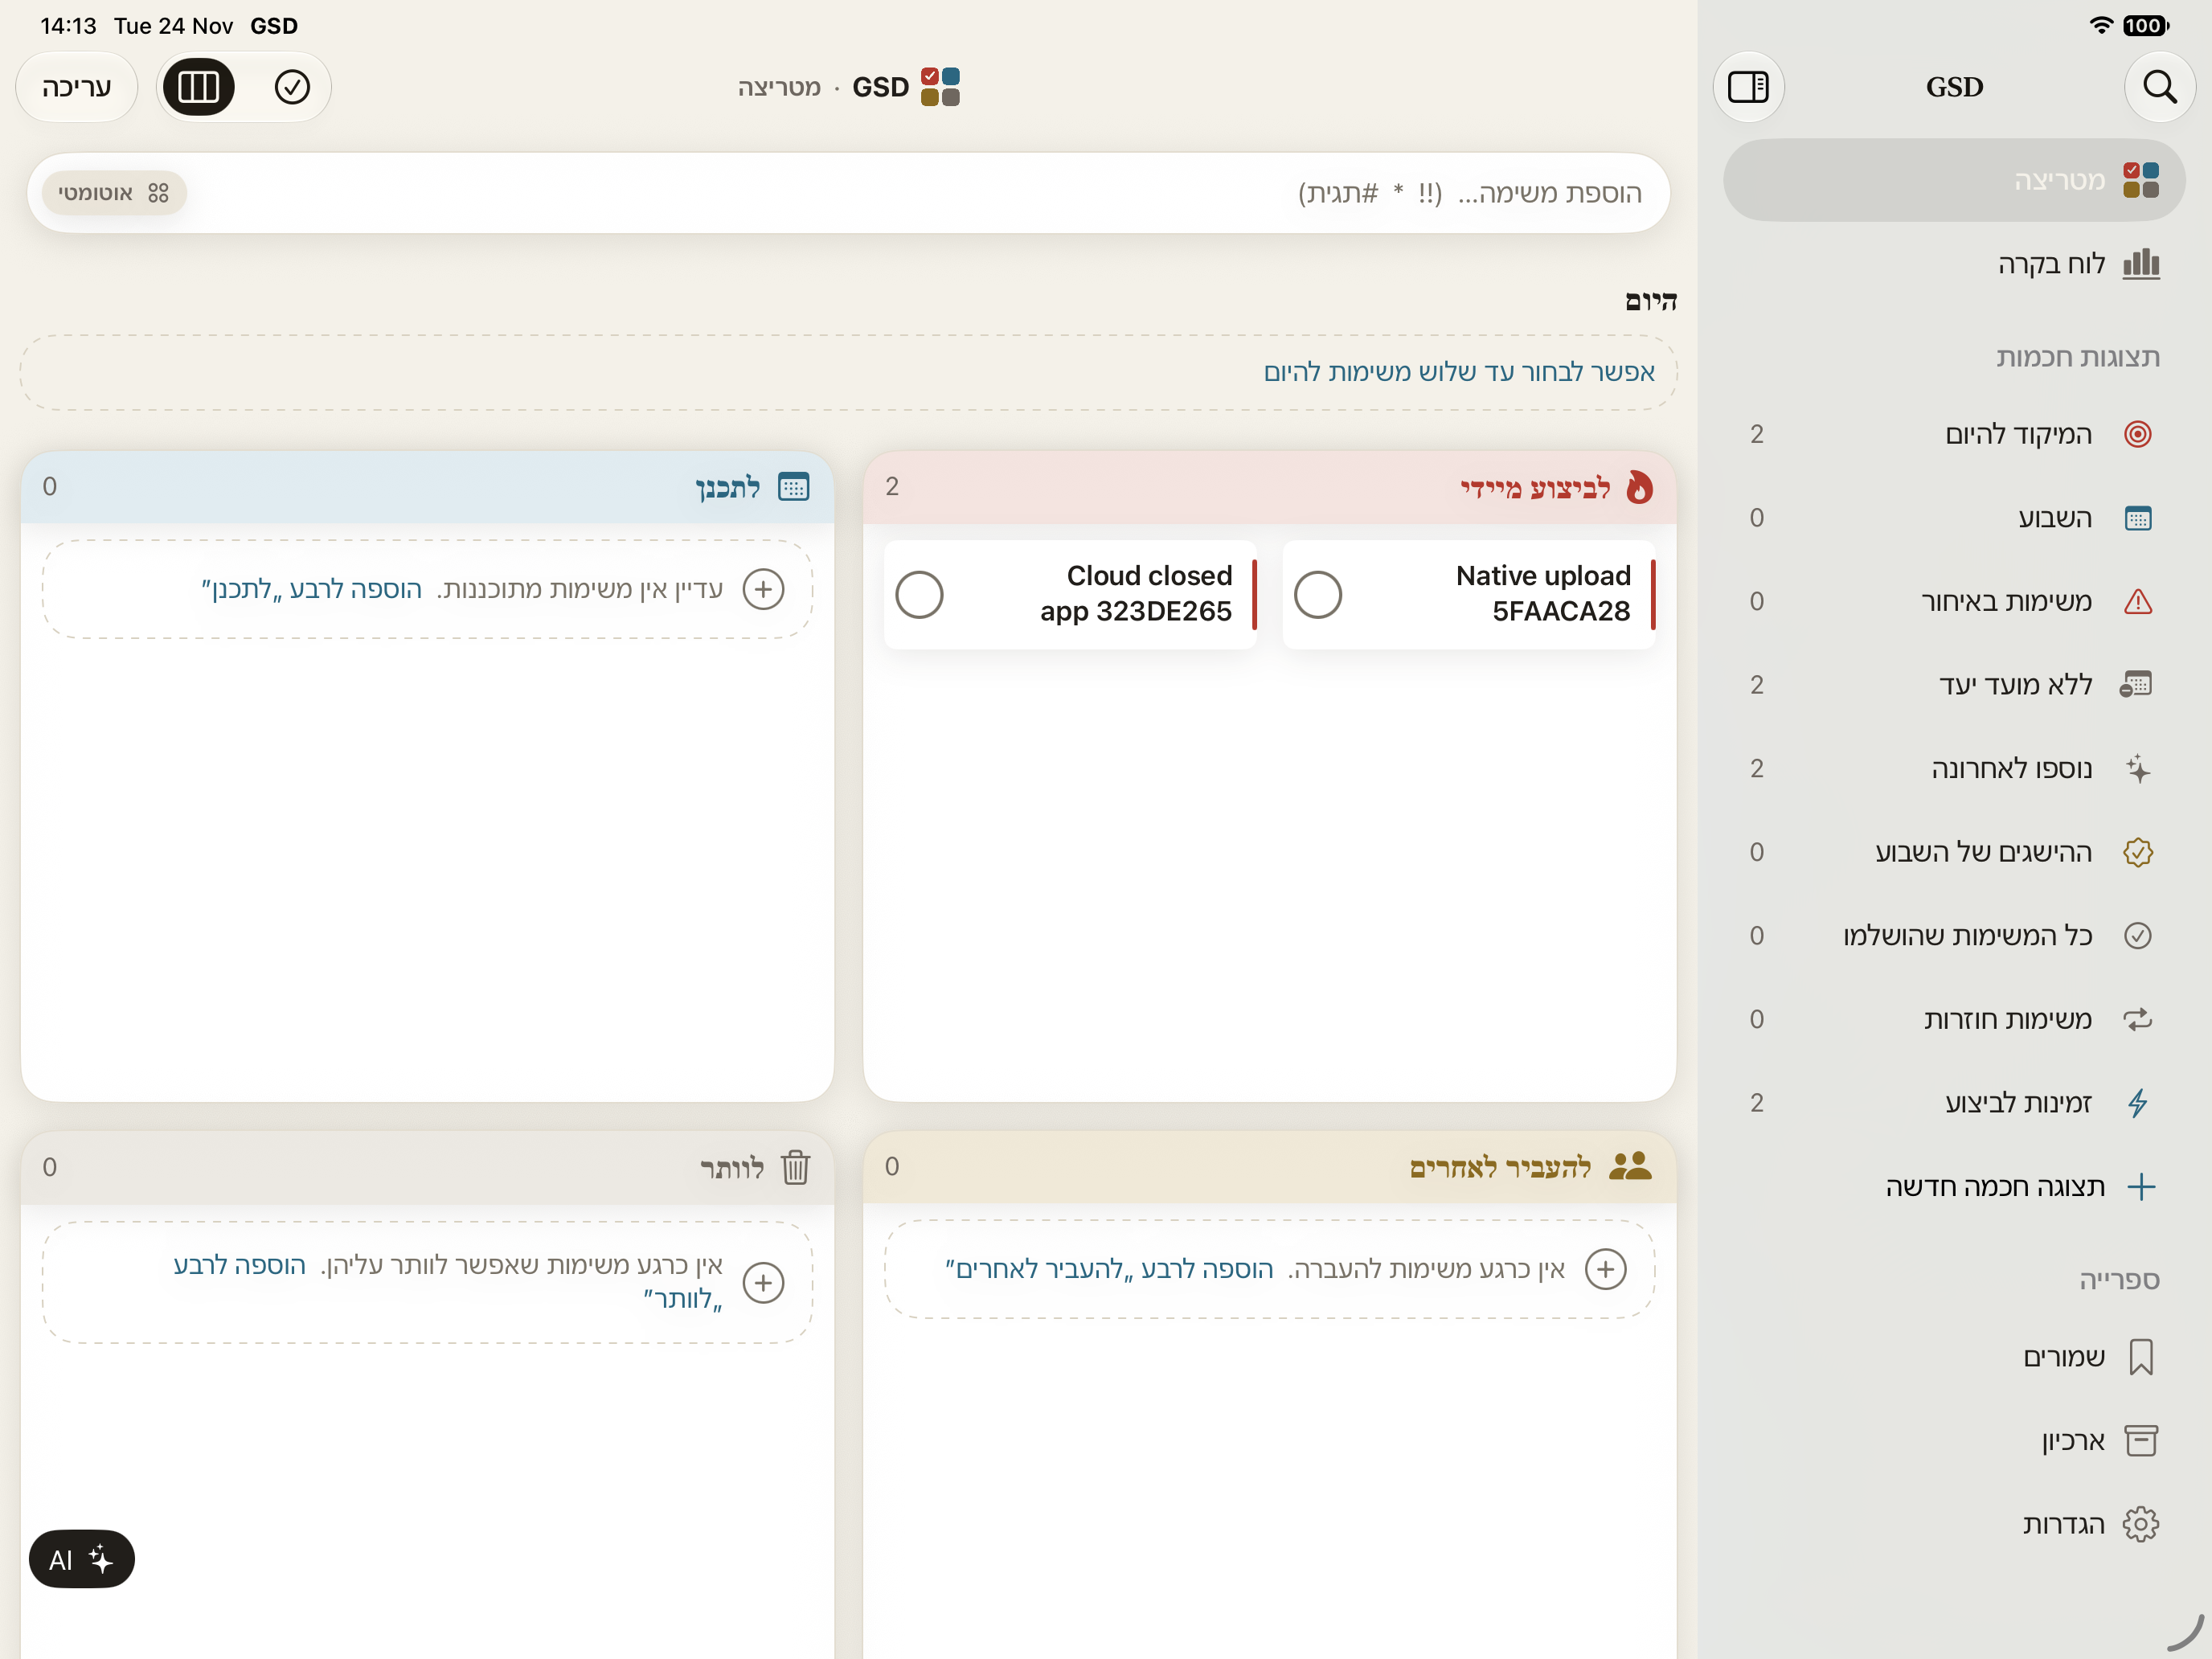 14:13 Tue 24 Nov GSD
100
GSD
מטריצה
לוח בקרה
תצוגות חכמות
המיקוד להיום 2
השבוע 0
משימות באיחור 0
ללא מועד יעד 2
נוספו לאחרונה 2
ההישגים של השבוע 0
כל המשימות שהושלמו 0
משימות חוזרות 0
זמינות לביצוע 2
תצוגה חכמה חדשה
ספרייה
שמורים
ארכיון
הגדרות
GSD · מטריצה
עריכה
הוספת משימה... (!! * #תגית)
אוטומטי
היום
אפשר לבחור עד שלוש משימות להיום
לביצוע מיידי 2
Native upload
5FAACA28
Cloud closed
app 323DE265
לתכנן 0
עדיין אין משימות מתוכננות. הוספה לרבע „לתכנן”
להעביר לאחרים 0
אין כרגע משימות להעברה. הוספה לרבע „להעביר לאחרים”
לוותר 0
אין כרגע משימות שאפשר לוותר עליהן. הוספה לרבע
„לוותר”
AI